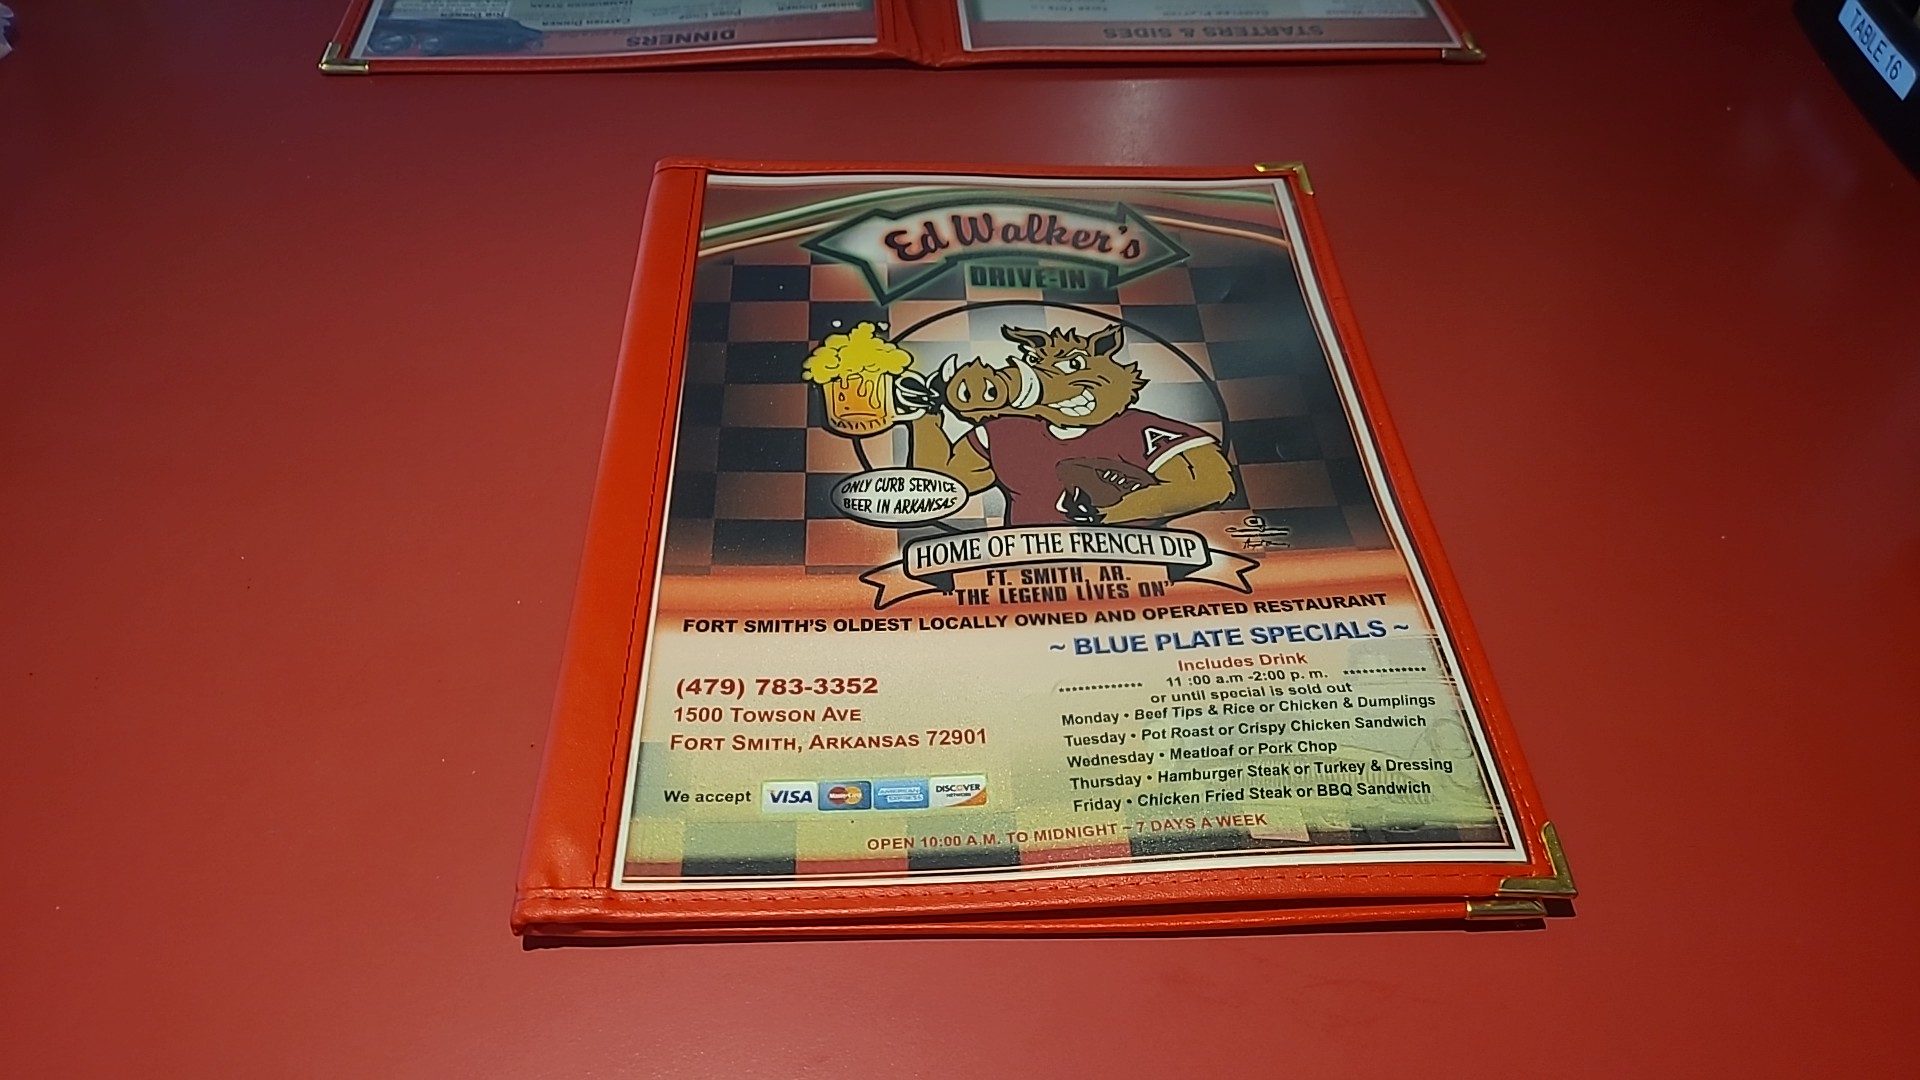 DINNERS
STARTERS & SIDES
TABLE 16
Ed Walker's
DRIVE-IN
A
ONLY CURB SERVICE
BEER IN ARKANSAS
HOME OF THE FRENCH DIP
FT. SMITH, AR.
"THE LEGEND LIVES ON"
FORT SMITH'S OLDEST LOCALLY OWNED AND OPERATED RESTAURANT
(479) 783-3352
1500 TOWSON AVE
FORT SMITH, ARKANSAS 72901
We accept VISA MasterCard AMERICAN EXPRESS DISCOVER NETWORK
~ BLUE PLATE SPECIALS ~
Includes Drink
************* 11 :00 a.m -2:00 p. m. *************
or until special is sold out
Monday • Beef Tips & Rice or Chicken & Dumplings
Tuesday • Pot Roast or Crispy Chicken Sandwich
Wednesday • Meatloaf or Pork Chop
Thursday • Hamburger Steak or Turkey & Dressing
Friday • Chicken Fried Steak or BBQ Sandwich
OPEN 10:00 A.M. TO MIDNIGHT ~ 7 DAYS A WEEK